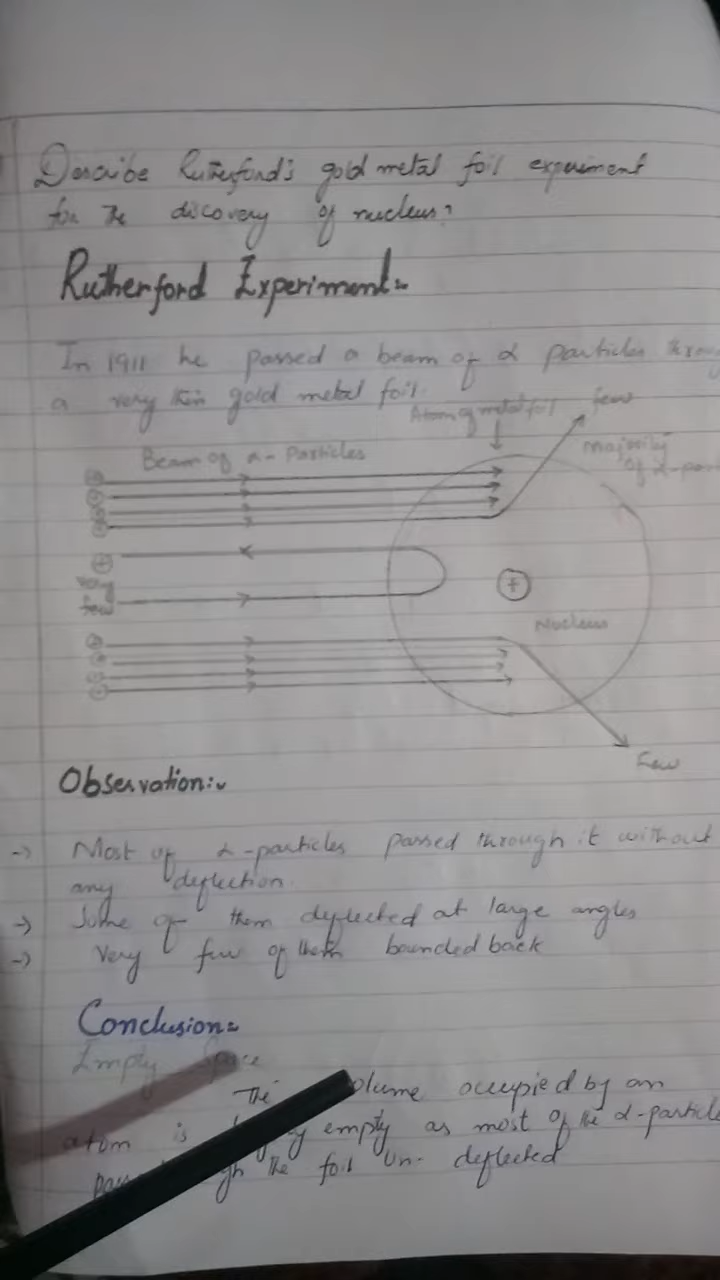 Describe Rutherford's gold metal foil experiment
for the discovery of nucleus?
Rutherford Experiment:-
In 1911 he passed a beam of α particles
a very thin gold metal foil.
Atom of metal foil
few
Beam of α- Particles
majority
of α-
+
very
few
+
Nucleus
Few
Observation:-
→ Most of α-particles passed through it without
any deflection.
→ Some of them deflected at large angles
→ Very few of them bounded back
Conclusion:-
Empty Space
The occupied by an
atom is empty as most of the α-particle
the foil un-deflected